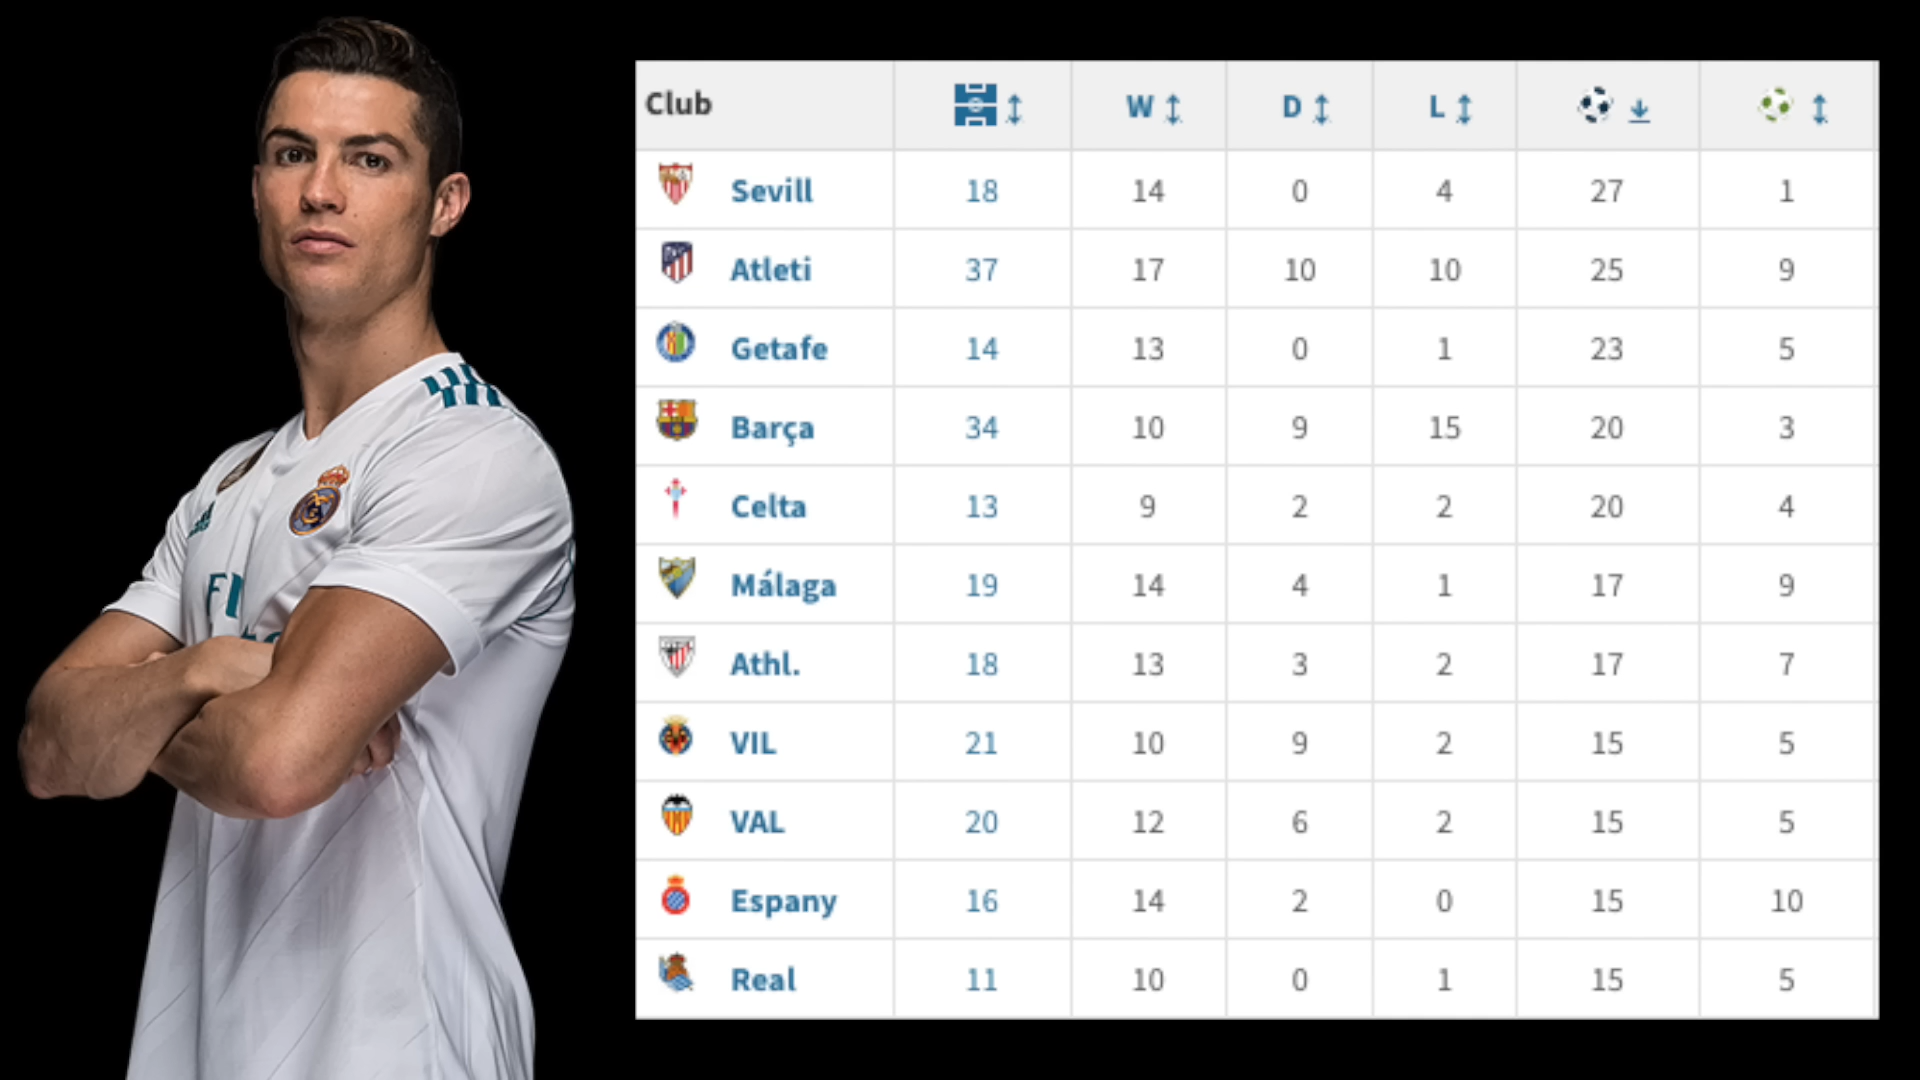 Club W D L
Sevill 18 14 0 4 27 1
Atleti 37 17 10 10 25 9
Getafe 14 13 0 1 23 5
Barça 34 10 9 15 20 3
Celta 13 9 2 2 20 4
Málaga 19 14 4 1 17 9
Athl. 18 13 3 2 17 7
VIL 21 10 9 2 15 5
VAL 20 12 6 2 15 5
Espany 16 14 2 0 15 10
Real 11 10 0 1 15 5